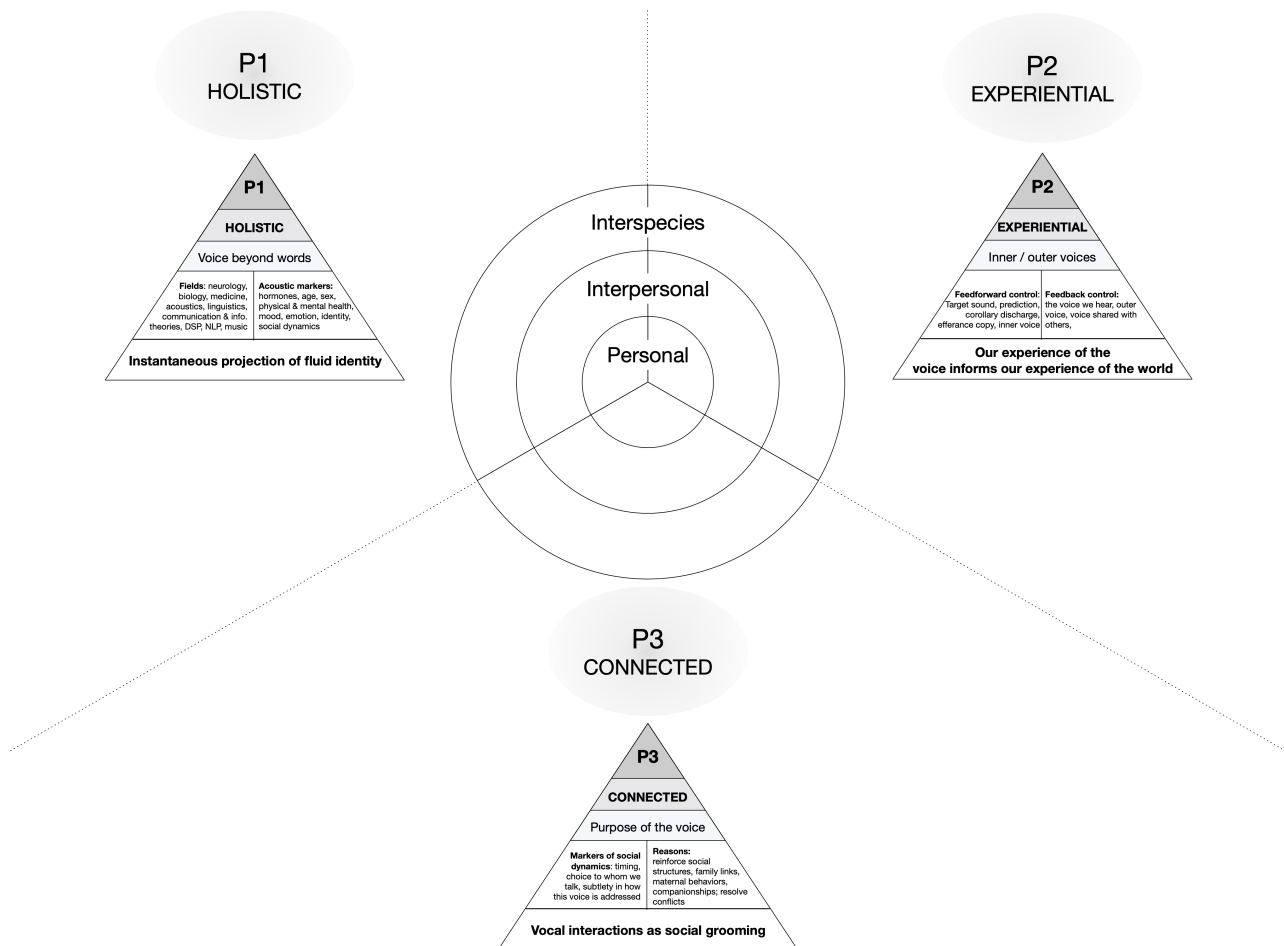 P1
HOLISTIC
P1
HOLISTIC
Voice beyond words
Fields: neurology,
biology, medicine,
acoustics, linguistics,
communication & info.
theories, DSP, NLP, music
Acoustic markers:
hormones, age, sex,
physical & mental health,
mood, emotion, identity,
social dynamics
Instantaneous projection of fluid identity
Interspecies
Interpersonal
Personal
P2
EXPERIENTIAL
P2
EXPERIENTIAL
Inner / outer voices
Feedforward control:
Target sound, prediction,
corollary discharge,
efferance copy, inner voice
Feedback control:
the voice we hear, outer
voice, voice shared with
others,
Our experience of the
voice informs our experience of the world
P3
CONNECTED
P3
CONNECTED
Purpose of the voice
Markers of social
dynamics: timing,
choice to whom we
talk, subtlety in how
this voice is addressed
Reasons:
reinforce social
structures, family links,
maternal behaviors,
companionships; resolve
conflicts
Vocal interactions as social grooming